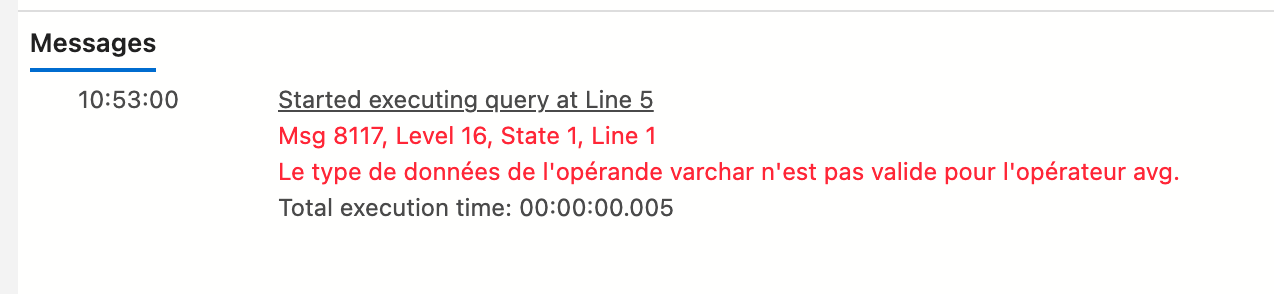 Messages
10:53:00 Started executing query at Line 5
Msg 8117, Level 16, State 1, Line 1
Le type de données de l'opérande varchar n'est pas valide pour l'opérateur avg.
Total execution time: 00:00:00.005